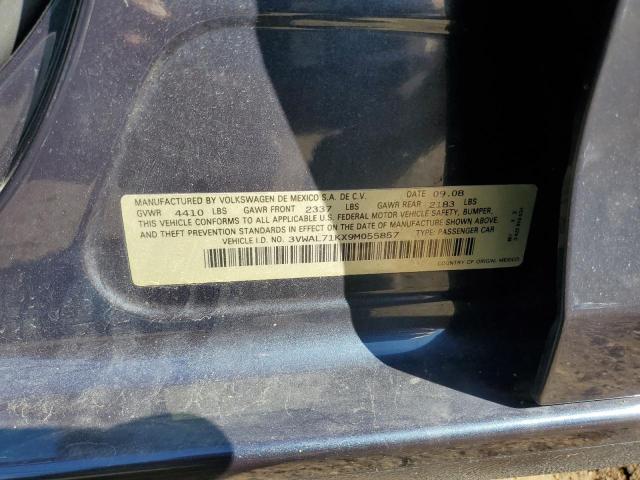 MANUFACTURED BY VOLKSWAGEN DE MEXICO S.A. DE C.V. DATE 09.08
GVWR 4410 LBS GAWR FRONT 2337 LBS GAWR REAR 2183 LBS
THIS VEHICLE CONFORMS TO ALL APPLICABLE U.S. FEDERAL MOTOR VEHICLE SAFETY, BUMPER,
AND THEFT PREVENTION STANDARDS IN EFFECT ON THE DATE OF MANUFACTURE SHOWN ABOVE.
VEHICLE I.D. NO. 3VWAL71KX9M055857 TYPE: PASSENGER CAR
COUNTRY OF ORIGIN: MEXICO